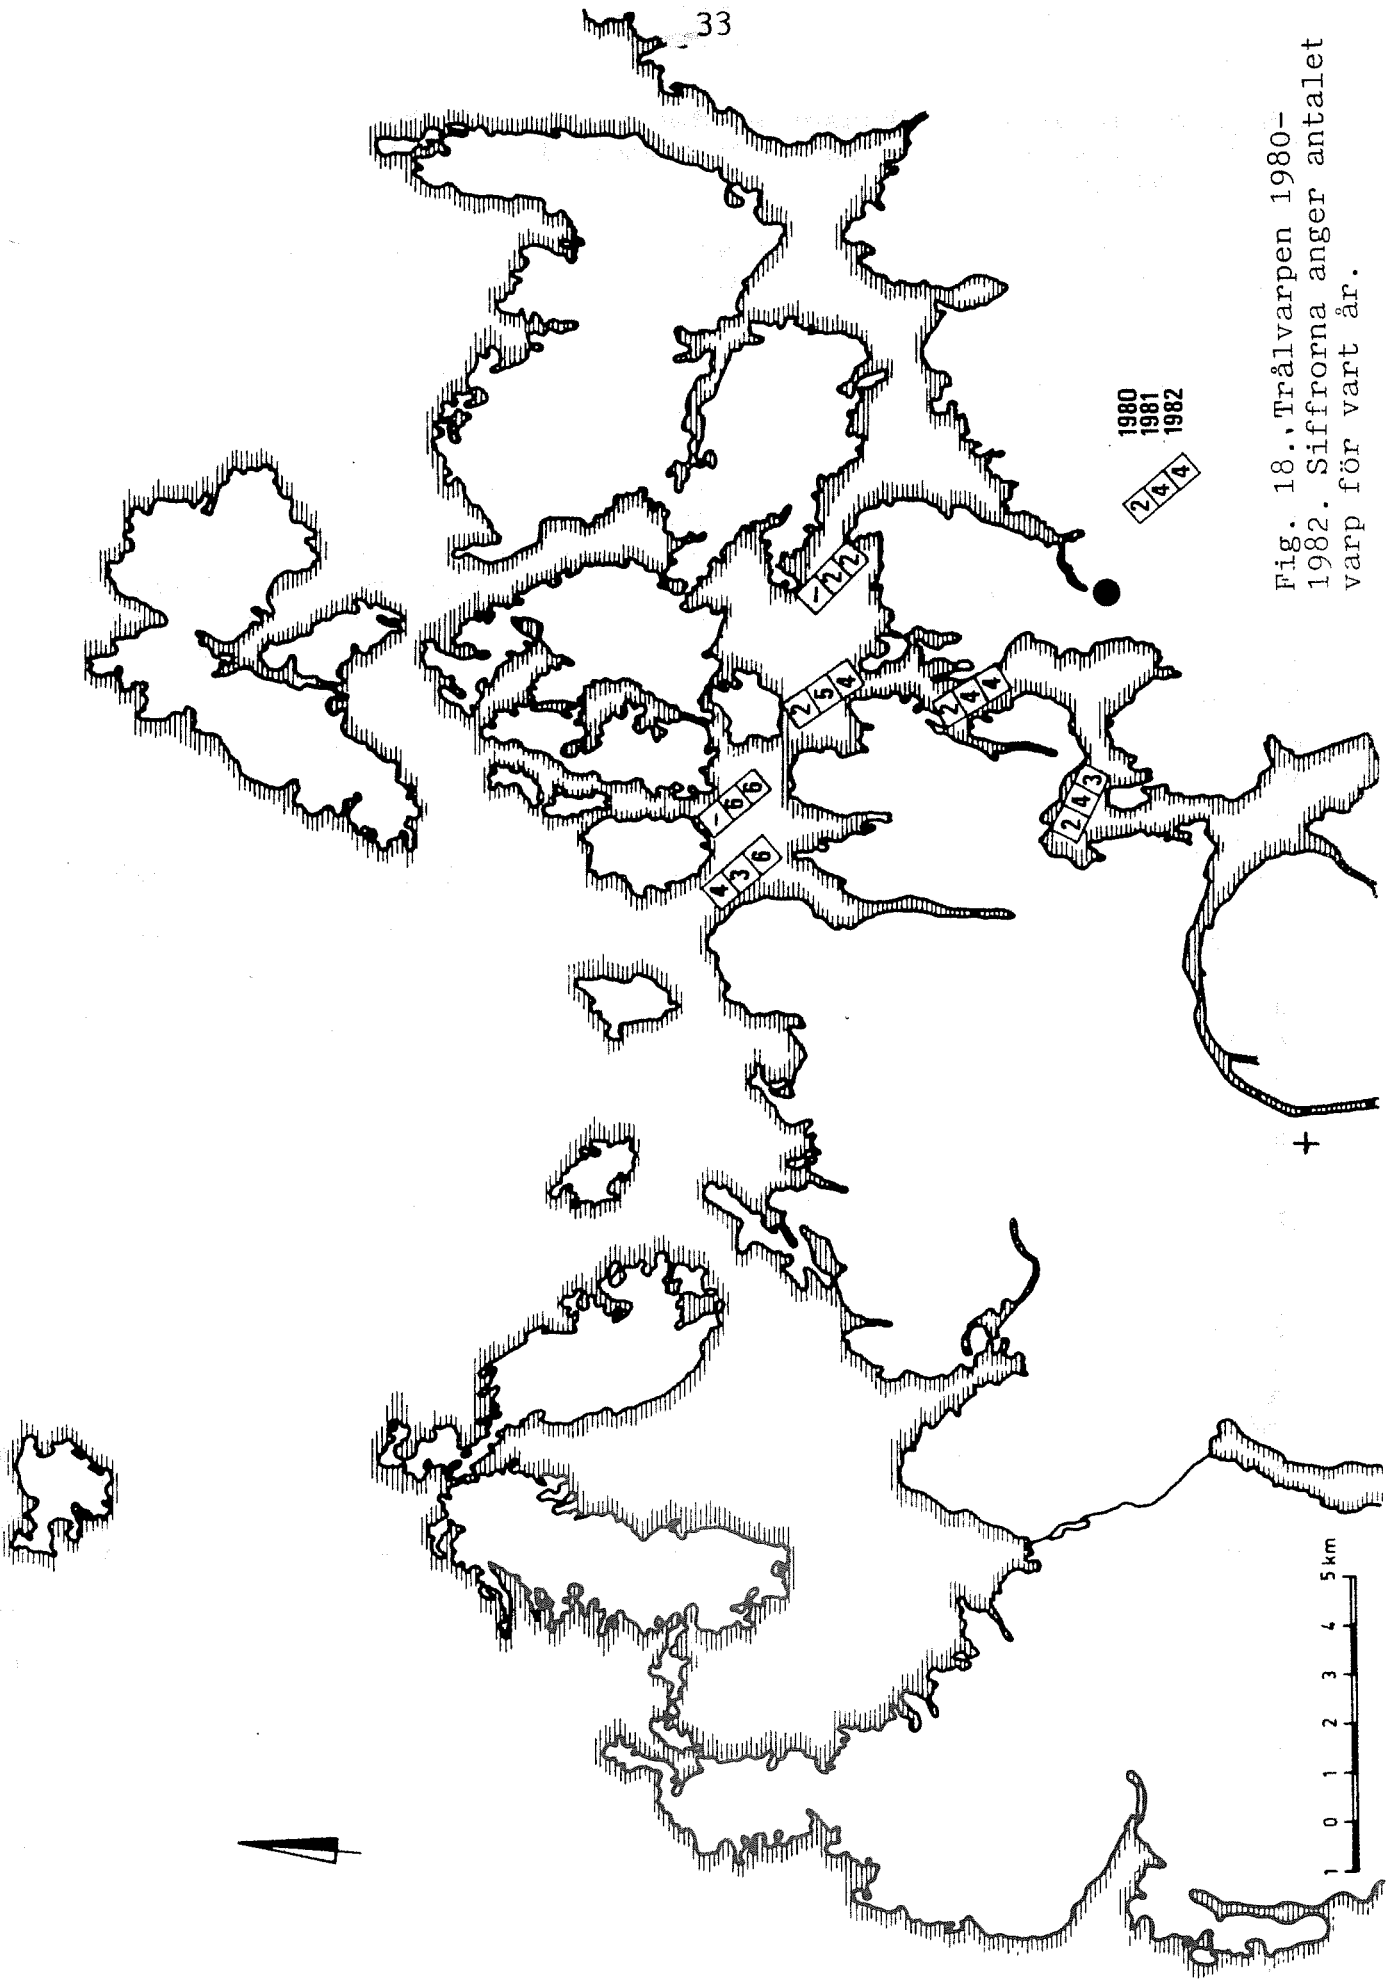 33
4 3 6
- 6 6
2 5 4
- 2 2
2 4 4
2 4 3
2 4 4
1980
1981
1982
1 0 1 2 3 4 5 km
+
Fig. 18. Trålvarpen 1980-
1982. Siffrorna anger antalet
varp för vart år.